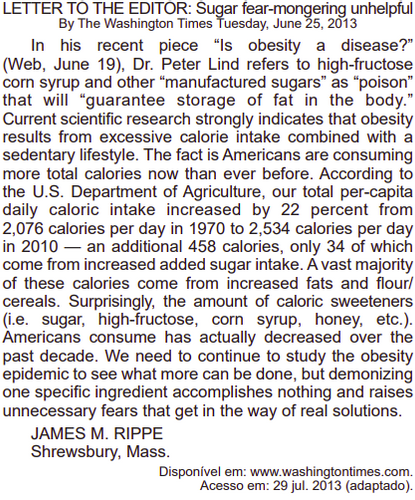 LETTER TO THE EDITOR: Sugar fear-mongering unhelpful
By The Washington Times Tuesday, June 25, 2013
In his recent piece “Is obesity a disease?”
(Web, June 19), Dr. Peter Lind refers to high-fructose
corn syrup and other “manufactured sugars” as “poison”
that will “guarantee storage of fat in the body.”
Current scientific research strongly indicates that obesity
results from excessive calorie intake combined with a
sedentary lifestyle. The fact is Americans are consuming
more total calories now than ever before. According to
the U.S. Department of Agriculture, our total per-capita
daily caloric intake increased by 22 percent from
2,076 calories per day in 1970 to 2,534 calories per day
in 2010 — an additional 458 calories, only 34 of which
come from increased added sugar intake. A vast majority
of these calories come from increased fats and flour/
cereals. Surprisingly, the amount of caloric sweeteners
(i.e. sugar, high-fructose, corn syrup, honey, etc.).
Americans consume has actually decreased over the
past decade. We need to continue to study the obesity
epidemic to see what more can be done, but demonizing
one specific ingredient accomplishes nothing and raises
unnecessary fears that get in the way of real solutions.
JAMES M. RIPPE
Shrewsbury, Mass.
Disponível em: www.washingtontimes.com.
Acesso em: 29 jul. 2013 (adaptado).